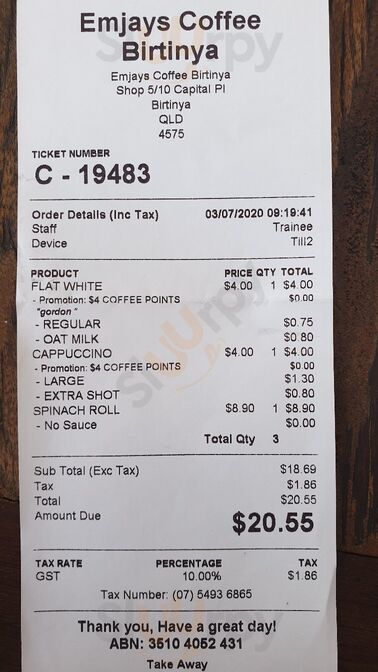 Emjays Coffee
Birtinya
Emjays Coffee Birtinya
Shop 5/10 Capital Pl
Birtinya
QLD
4575
TICKET NUMBER
C - 19483
Order Details (Inc Tax) 03/07/2020 09:19:41
Staff Trainee
Device Till2
PRODUCT PRICE QTY TOTAL
FLAT WHITE $4.00 1 $4.00
- Promotion: $4 COFFEE POINTS $0.00
"gordon "
- REGULAR $0.75
- OAT MILK $0.80
CAPPUCCINO $4.00 1 $4.00
- Promotion: $4 COFFEE POINTS $0.00
- LARGE $1.30
- EXTRA SHOT $0.80
SPINACH ROLL $8.90 1 $8.90
- No Sauce $0.00
Total Qty 3
Sub Total (Exc Tax) $18.69
Tax $1.86
Total $20.55
Amount Due $20.55
TAX RATE PERCENTAGE TAX
GST 10.00% $1.86
Tax Number: (07) 5493 6865
Thank you, Have a great day!
ABN: 3510 4052 431
Take Away